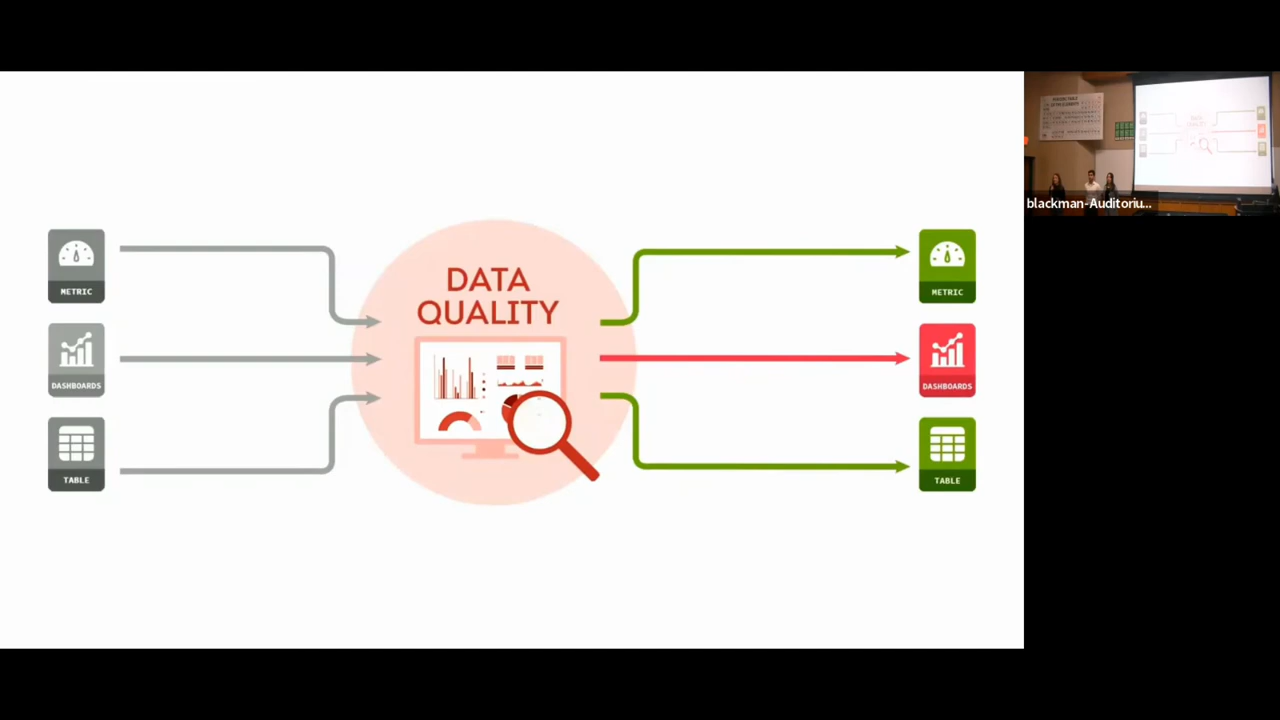 METRIC
DASHBOARDS
TABLE
DATA
QUALITY
METRIC
DASHBOARDS
TABLE
blackman-Auditoriu...